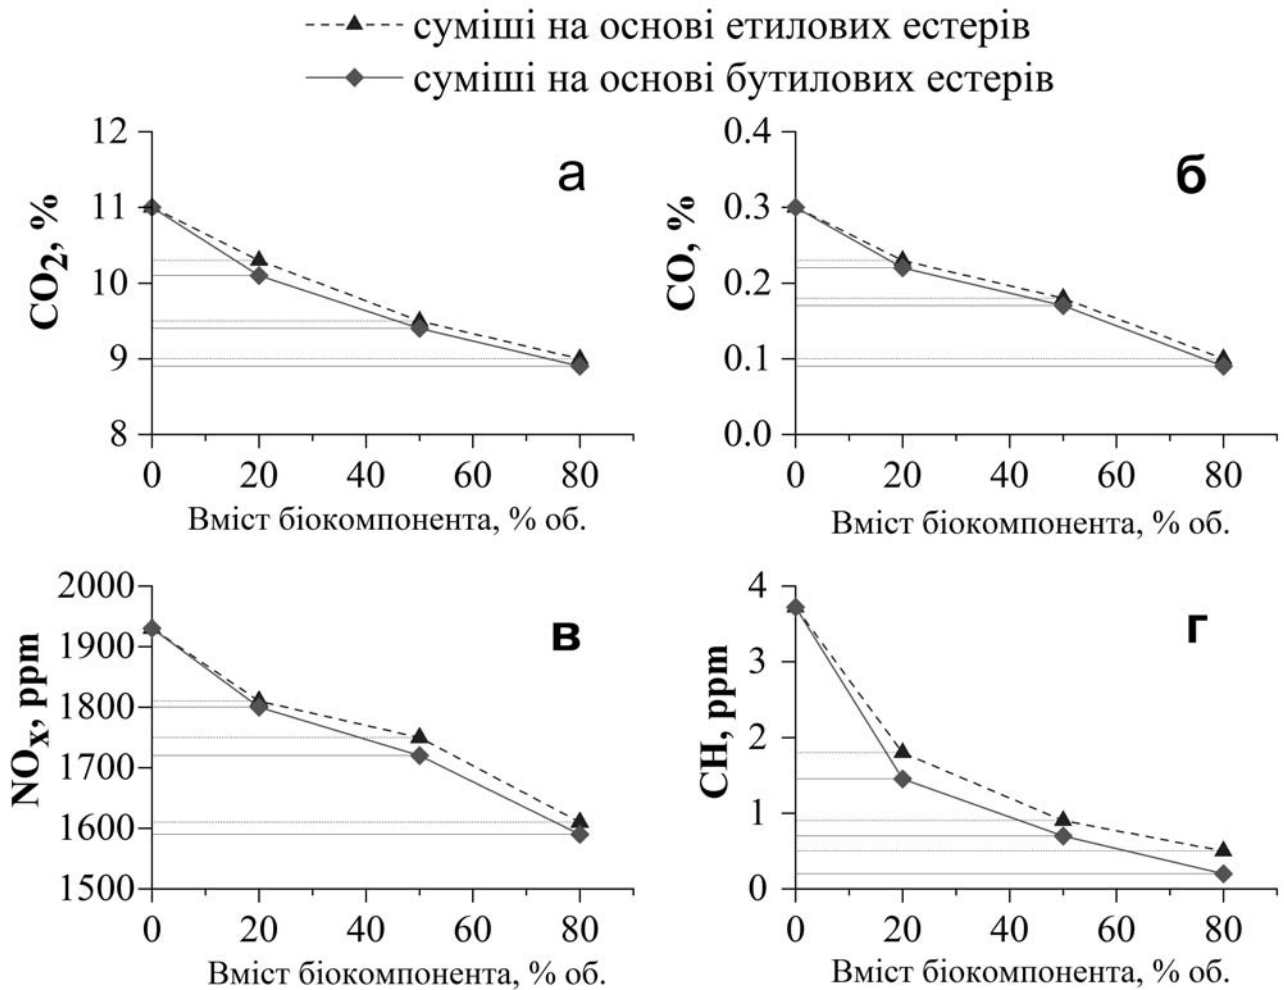 суміші на основі етилових естерів
суміші на основі бутилових естерів
а
CO2, %
12
11
10
9
8
0 20 40 60 80
Вміст біокомпонента, % об.
б
CO, %
0.4
0.3
0.2
0.1
0.0
0 20 40 60 80
Вміст біокомпонента, % об.
в
NOx, ppm
2000
1900
1800
1700
1600
1500
0 20 40 60 80
Вміст біокомпонента, % об.
г
CH, ppm
4
3
2
1
0
0 20 40 60 80
Вміст біокомпонента, % об.